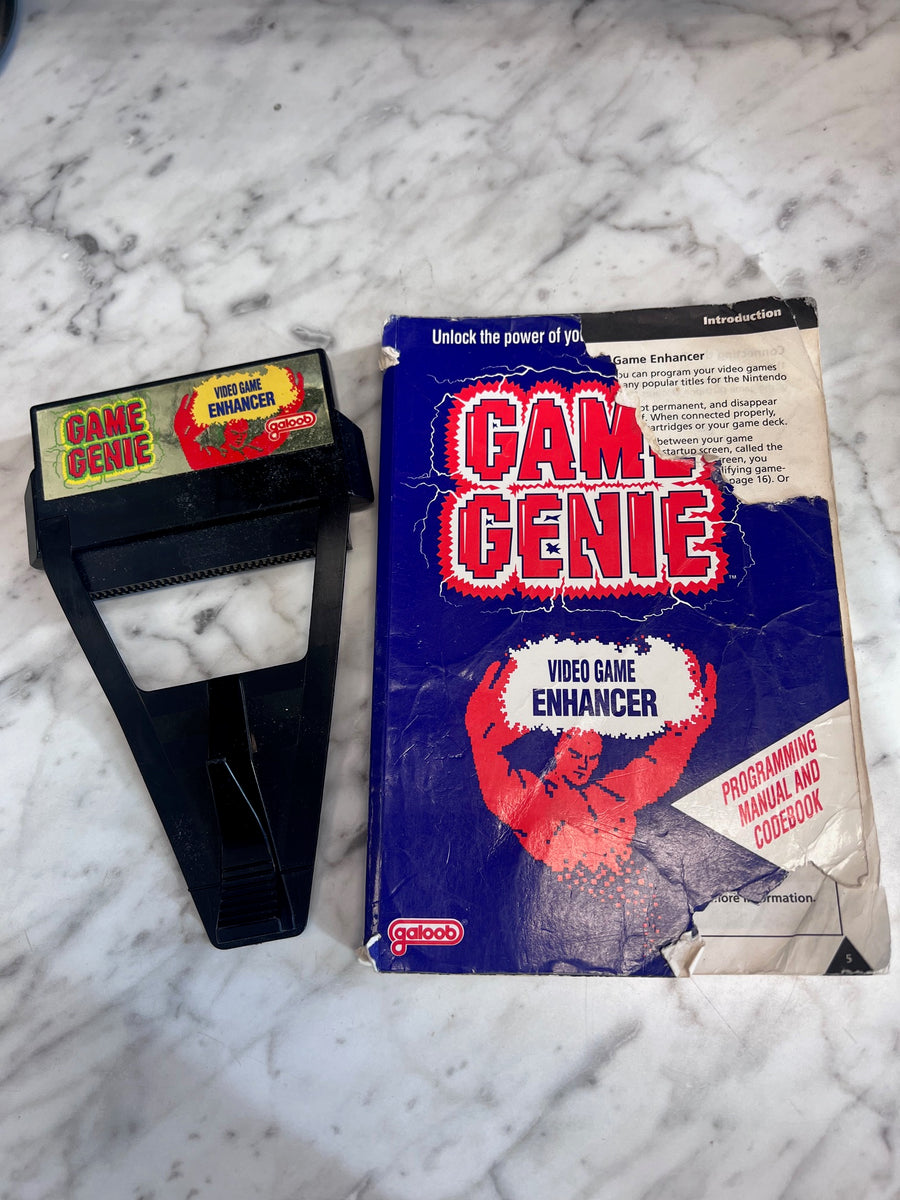 GAME
GENIE
VIDEO GAME
ENHANCER
galoob
Unlock the power of yo
Introduction
Game Enhancer
ou can program your video games
any popular titles for the Nintendo
ot permanent, and disappear
f. When connected properly,
artridges or your game deck.
between your game
startup screen, called the
reen, you
lifying game-
page 16). Or
GAME
GENIE
TM
VIDEO GAME
ENHANCER
PROGRAMMING
MANUAL AND
CODEBOOK
more information.
galoob
5